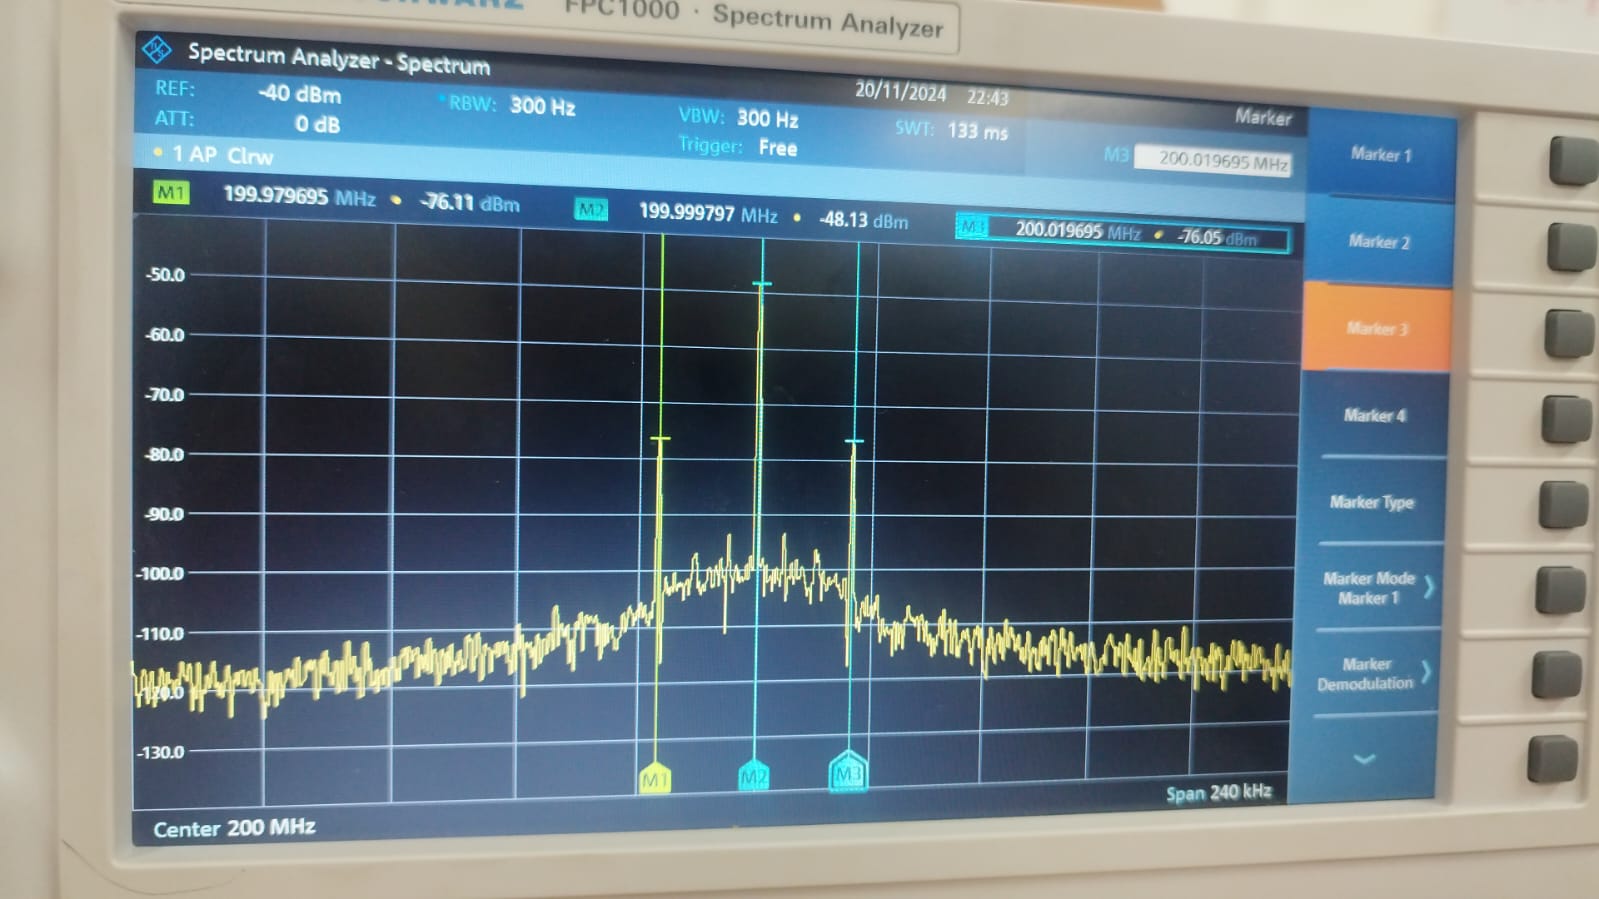 FPC1000 · Spectrum Analyzer
Spectrum Analyzer - Spectrum
20/11/2024 22:43
REF: -40 dBm
RBW: 300 Hz
VBW: 300 Hz
SWT: 133 ms
Marker
ATT: 0 dB
Trigger: Free
M3 200.019695 MHz
1 AP Clrw
M1 199.979695 MHz -76.11 dBm
M2 199.999797 MHz -48.13 dBm
M3 200.019695 MHz -76.05 dBm
-50.0
-60.0
-70.0
-80.0
-90.0
-100.0
-110.0
-120.0
-130.0
M1 M2 M3
Center 200 MHz
Span 240 kHz
Marker 1
Marker 2
Marker 3
Marker 4
Marker Type
Marker Mode
Marker 1
Marker
Demodulation